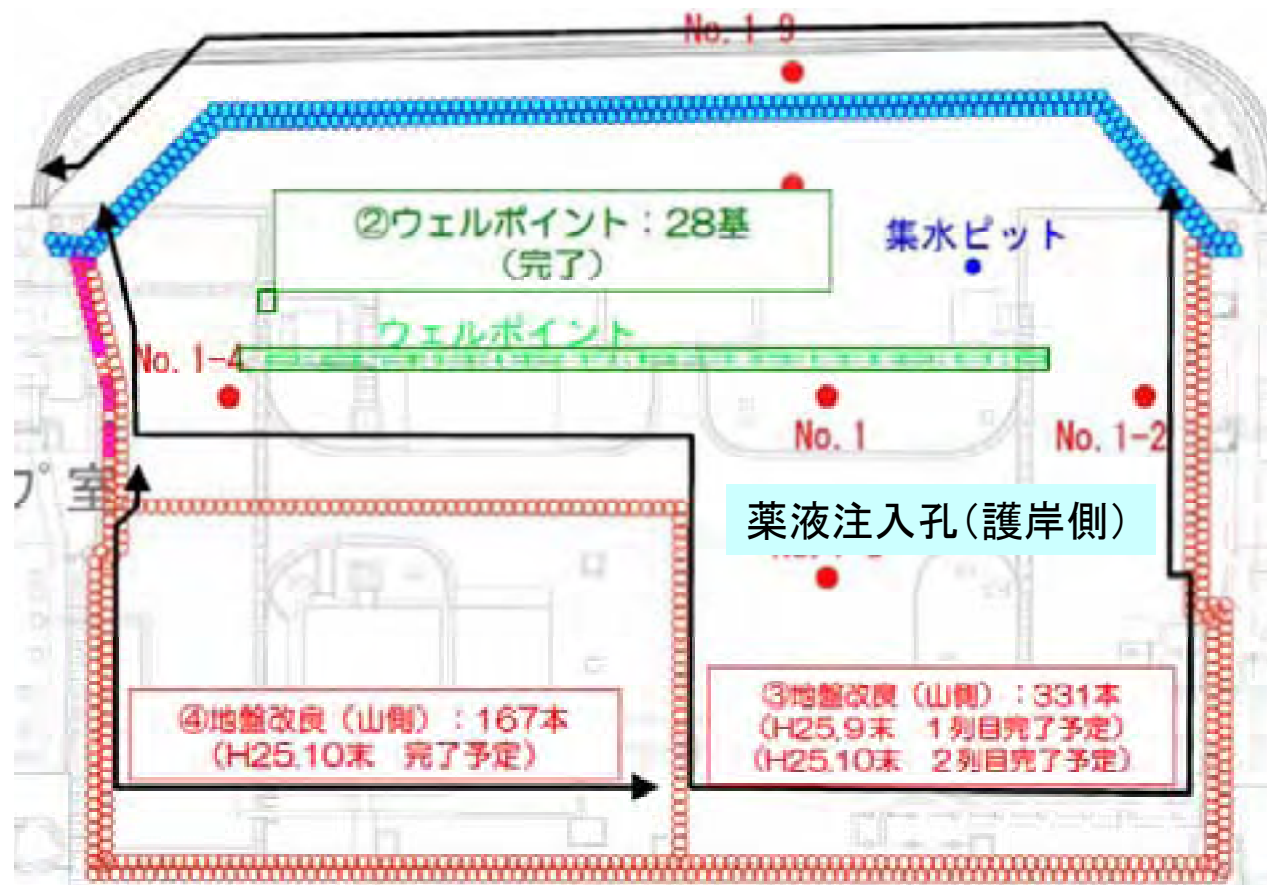 No. 1-9
②ウェルポイント：28基
(完了)
集水ピット
ウェルポイント
No. 1-4
No. 1
No. 1-2
プ室
薬液注入孔(護岸側)
④地盤改良（山側）：167本
(H25.10末　完了予定)
③地盤改良（山側）：331本
(H25.9末　1列目完了予定)
(H25.10末　2列目完了予定)